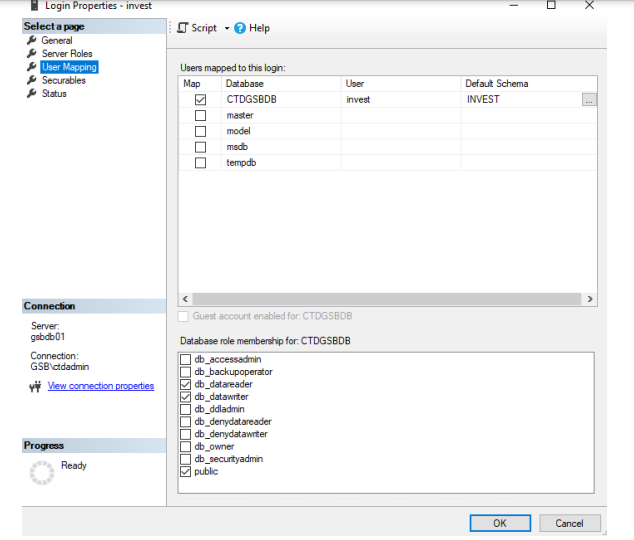 Login Properties - invest
Select a page
General
Server Roles
User Mapping
Securables
Status
Script
Help
Users mapped to this login:
Map Database User Default Schema
CTDGSBDB invest INVEST ...
master
model
msdb
tempdb
Guest account enabled for: CTDGSBDB
Database role membership for: CTDGSBDB
db_accessadmin
db_backupoperator
db_datareader
db_datawriter
db_ddladmin
db_denydatareader
db_denydatawriter
db_owner
db_securityadmin
public
Connection
Server:
gsbdb01
Connection:
GSB\ctdadmin
View connection properties
Progress
Ready
OK Cancel